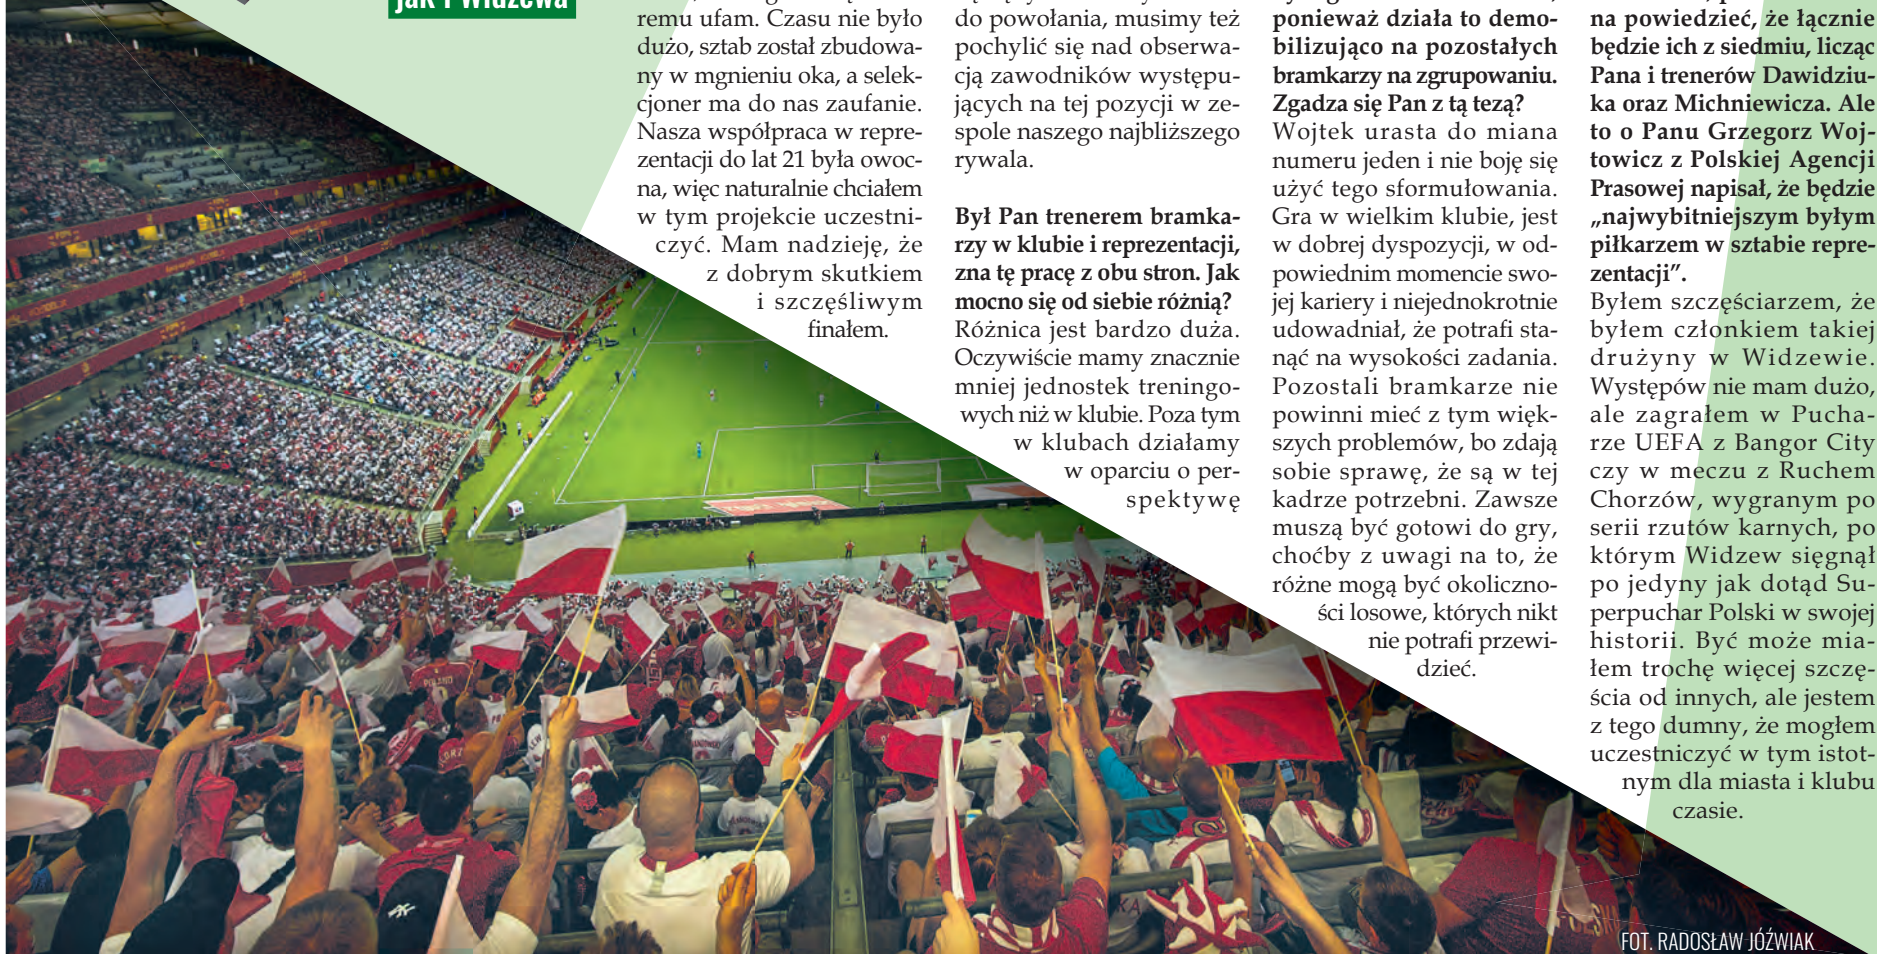 jak i Widzewa
remu ufam. Czasu nie było
dużo, sztab został zbudowa-
ny w mgnieniu oka, a selek-
cjoner ma do nas zaufanie.
Nasza współpraca w repre-
zentacji do lat 21 była owoc-
na, więc naturalnie chciałem
w tym projekcie uczestni-
czyć. Mam nadzieję, że
z dobrym skutkiem
i szczęśliwym
finałem.
do powołania, musimy też
pochylić się nad obserwa-
cją zawodników występu-
jących na tej pozycji w ze-
spole naszego najbliższego
rywala.
Był Pan trenerem bramka-
rzy w klubie i reprezentacji,
zna tę pracę z obu stron. Jak
mocno się od siebie różnią?
Różnica jest bardzo duża.
Oczywiście mamy znacznie
mniej jednostek treningo-
wych niż w klubie. Poza tym
w klubach działamy
w oparciu o per-
spektywę
ponieważ działa to demo-
bilizująco na pozostałych
bramkarzy na zgrupowaniu.
Zgadza się Pan z tą tezą?
Wojtek urasta do miana
numeru jeden i nie boję się
użyć tego sformułowania.
Gra w wielkim klubie, jest
w dobrej dyspozycji, w od-
powiednim momencie swo-
jej kariery i niejednokrotnie
udowadniał, że potrafi sta-
nąć na wysokości zadania.
Pozostali bramkarze nie
powinni mieć z tym więk-
szych problemów, bo zdają
sobie sprawę, że są w tej
kadrze potrzebni. Zawsze
muszą być gotowi do gry,
choćby z uwagi na to, że
różne mogą być okoliczno-
ści losowe, których nikt
nie potrafi przewi-
dzieć.
na powiedzieć, że łącznie
będzie ich z siedmiu, licząc
Pana i trenerów Dawidziu-
ka oraz Michniewicza. Ale
to o Panu Grzegorz Woj-
towicz z Polskiej Agencji
Prasowej napisał, że będzie
„najwybitniejszym byłym
piłkarzem w sztabie repre-
zentacji”.
Byłem szczęściarzem, że
byłem członkiem takiej
drużyny w Widzewie.
Występów nie mam dużo,
ale zagrałem w Pucha-
rze UEFA z Bangor City
czy w meczu z Ruchem
Chorzów, wygranym po
serii rzutów karnych, po
którym Widzew sięgnął
po jedyny jak dotąd Su-
perpuchar Polski w swojej
historii. Być może mia-
łem trochę więcej szczę-
ścia od innych, ale jestem
z tego dumny, że mogłem
uczestniczyć w tym istot-
nym dla miasta i klubu
czasie.
FOT. RADOSŁAW JÓŹWIAK